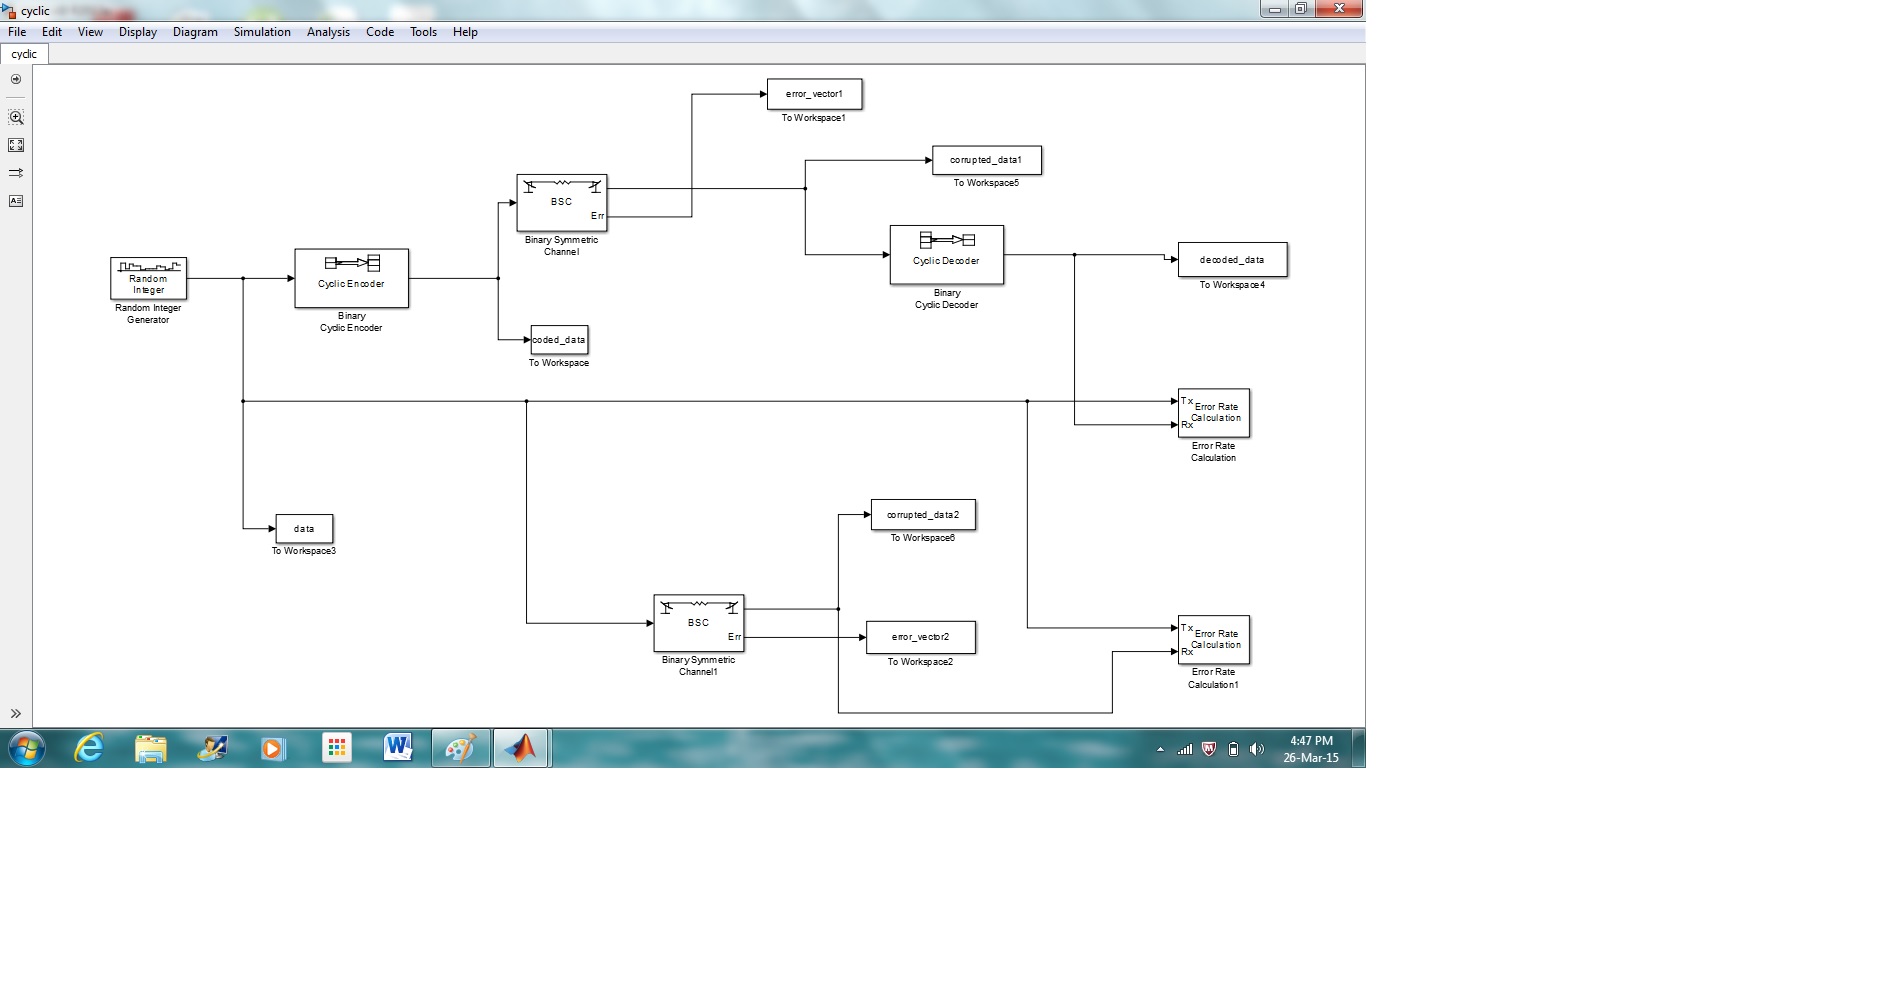 cyclic
File Edit View Display Diagram Simulation Analysis Code Tools Help
cyclic
error_vector1
To Workspace1
corrupted_data1
To Workspace5
BSC
Err
Binary Symmetric
Channel
Cyclic Decoder
Binary
Cyclic Decoder
decoded_data
To Workspace4
Random
Integer
Random Integer
Generator
Cyclic Encoder
Binary
Cyclic Encoder
coded_data
To Workspace
Tx
Rx
Error Rate
Calculation
Error Rate
Calculation
data
To Workspace3
corrupted_data2
To Workspace6
BSC
Err
Binary Symmetric
Channel1
error_vector2
To Workspace2
Tx
Rx
Error Rate
Calculation
Error Rate
Calculation1
4:47 PM
26-Mar-15